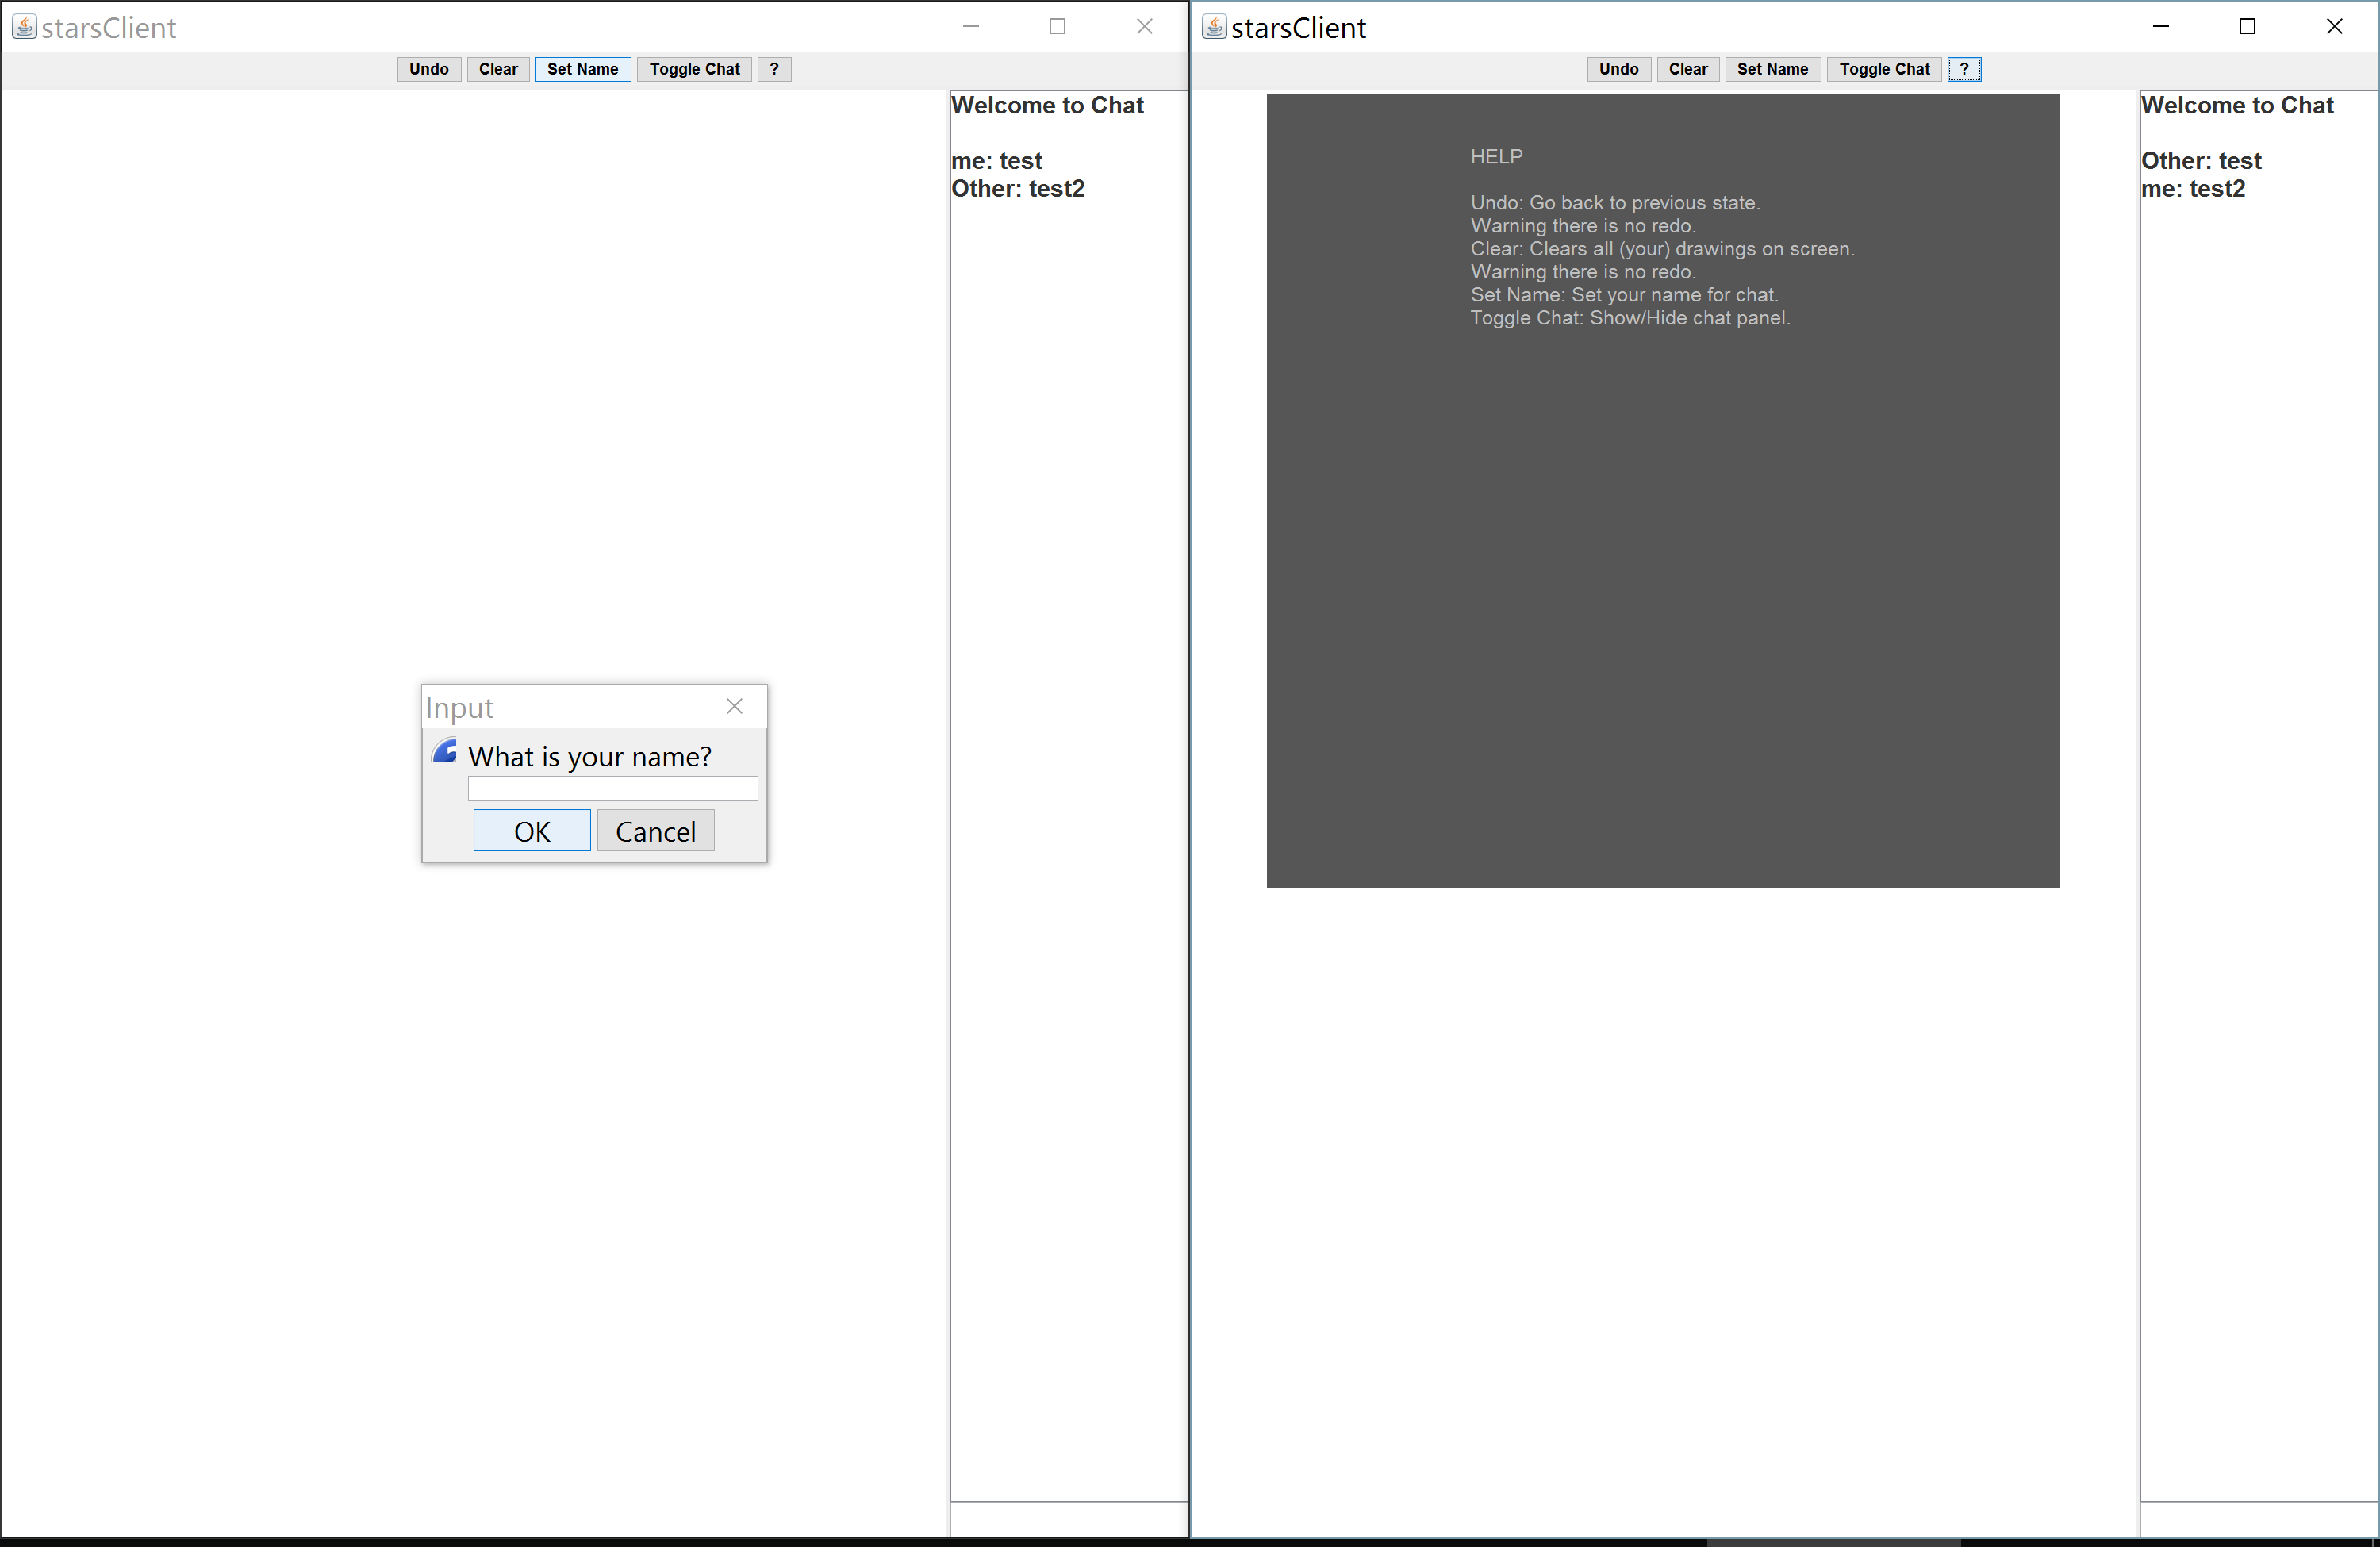 starsClient
Undo Clear Set Name Toggle Chat ?
Welcome to Chat
me: test
Other: test2
Input
What is your name?
OK Cancel
starsClient
Undo Clear Set Name Toggle Chat ?
HELP
Undo: Go back to previous state.
Warning there is no redo.
Clear: Clears all (your) drawings on screen.
Warning there is no redo.
Set Name: Set your name for chat.
Toggle Chat: Show/Hide chat panel.
Welcome to Chat
Other: test
me: test2